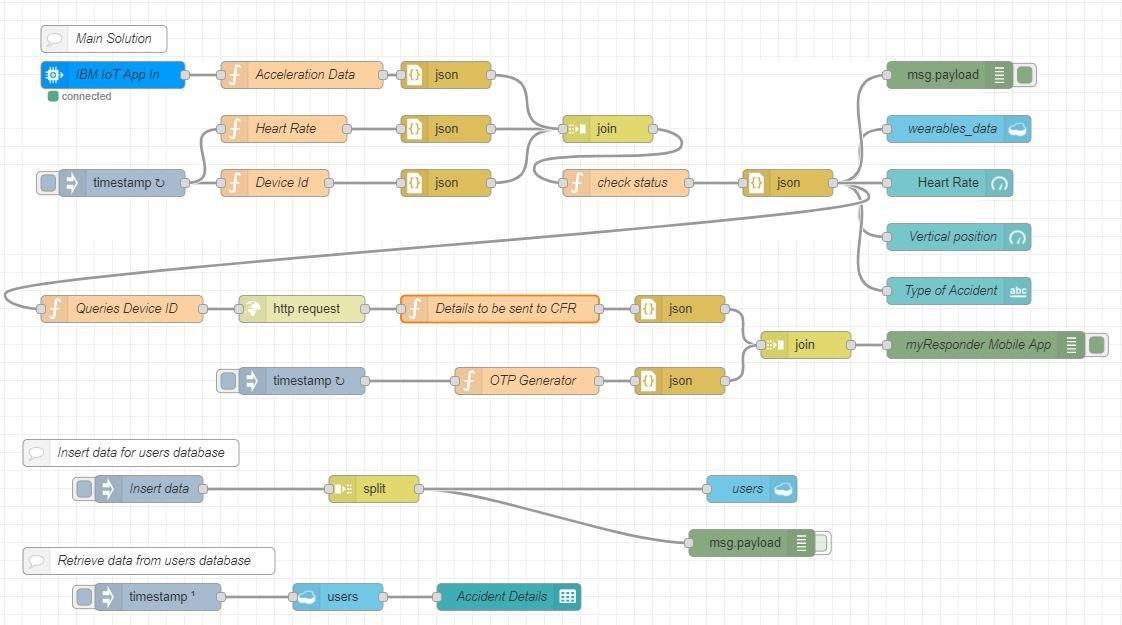 Main Solution
IBM IoT App In
connected
Acceleration Data
json
msg.payload
Heart Rate
json
join
wearables_data
timestamp ↻
Device Id
json
check status
json
Heart Rate
Vertical position
Type of Accident
abc
Queries Device ID
http request
Details to be sent to CFR
json
join
myResponder Mobile App
timestamp ↻
OTP Generator
json
Insert data for users database
Insert data
split
users
msg.payload
Retrieve data from users database
timestamp ¹
users
Accident Details